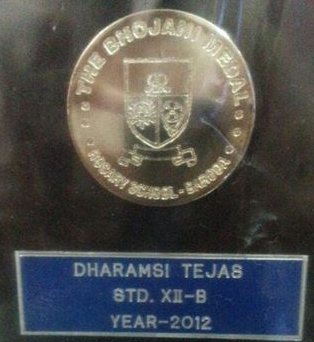 THE BHOJANI MEDAL
ROSARY SCHOOL - BARODA
DHARAMSI TEJAS
STD. XII-B
YEAR-2012